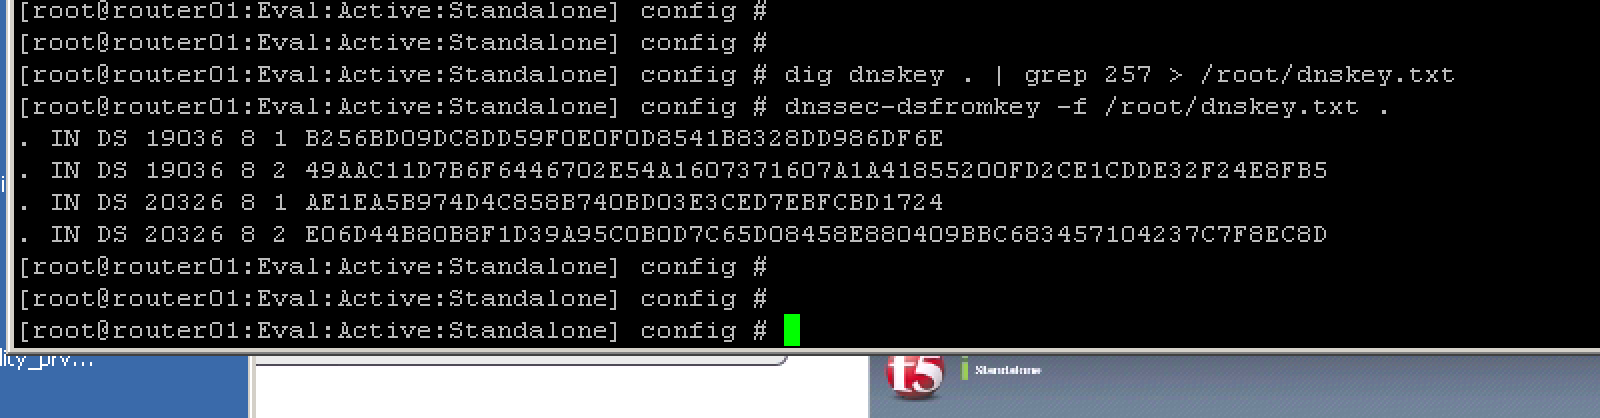 [root@router01:Eval:Active:Standalone] config #
[root@router01:Eval:Active:Standalone] config #
[root@router01:Eval:Active:Standalone] config # dig dnskey . | grep 257 > /root/dnskey.txt
[root@router01:Eval:Active:Standalone] config # dnssec-dsfromkey -f /root/dnskey.txt .
. IN DS 19036 8 1 B256BD09DC8DD59F0E0F0D8541B8328DD986DF6E
. IN DS 19036 8 2 49AAC11D7B6F6446702E54A1607371607A1A41855200FD2CE1CDDE32F24E8FB5
. IN DS 20326 8 1 AE1EA5B974D4C858B740BD03E3CED7EBFCBD1724
. IN DS 20326 8 2 E06D44B80B8F1D39A95C0B0D7C65D08458E880409BBC683457104237C7F8EC8D
[root@router01:Eval:Active:Standalone] config #
[root@router01:Eval:Active:Standalone] config #
[root@router01:Eval:Active:Standalone] config #
lity_prv...
f5
Standalone